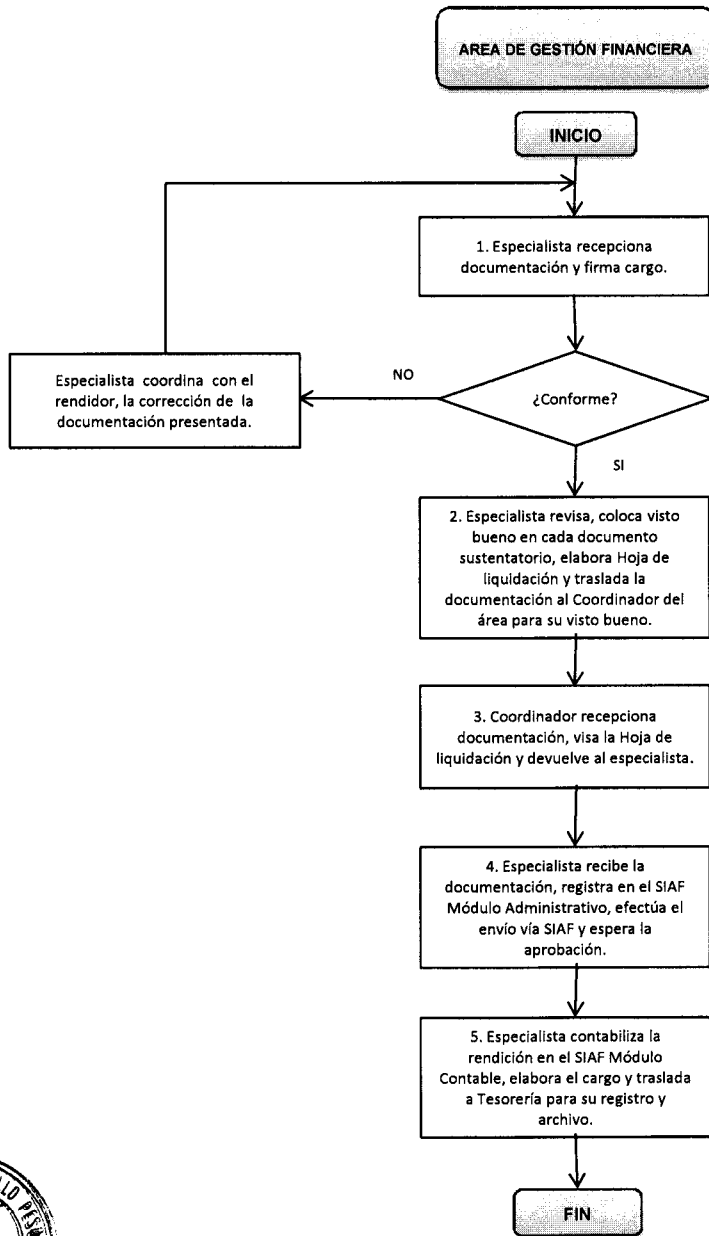 AREA DE GESTIÓN FINANCIERA
INICIO
1. Especialista recepciona
documentación y firma cargo.
¿Conforme?
NO
Especialista coordina con el
rendidor, la corrección de la
documentación presentada.
SI
2. Especialista revisa, coloca visto
bueno en cada documento
sustentatorio, elabora Hoja de
liquidación y traslada la
documentación al Coordinador del
área para su visto bueno.
3. Coordinador recepciona
documentación, visa la Hoja de
liquidación y devuelve al especialista.
4. Especialista recibe la
documentación, registra en el SIAF
Módulo Administrativo, efectúa el
envío vía SIAF y espera la
aprobación.
5. Especialista contabiliza la
rendición en el SIAF Módulo
Contable, elabora el cargo y traslada
a Tesorería para su registro y
archivo.
FIN